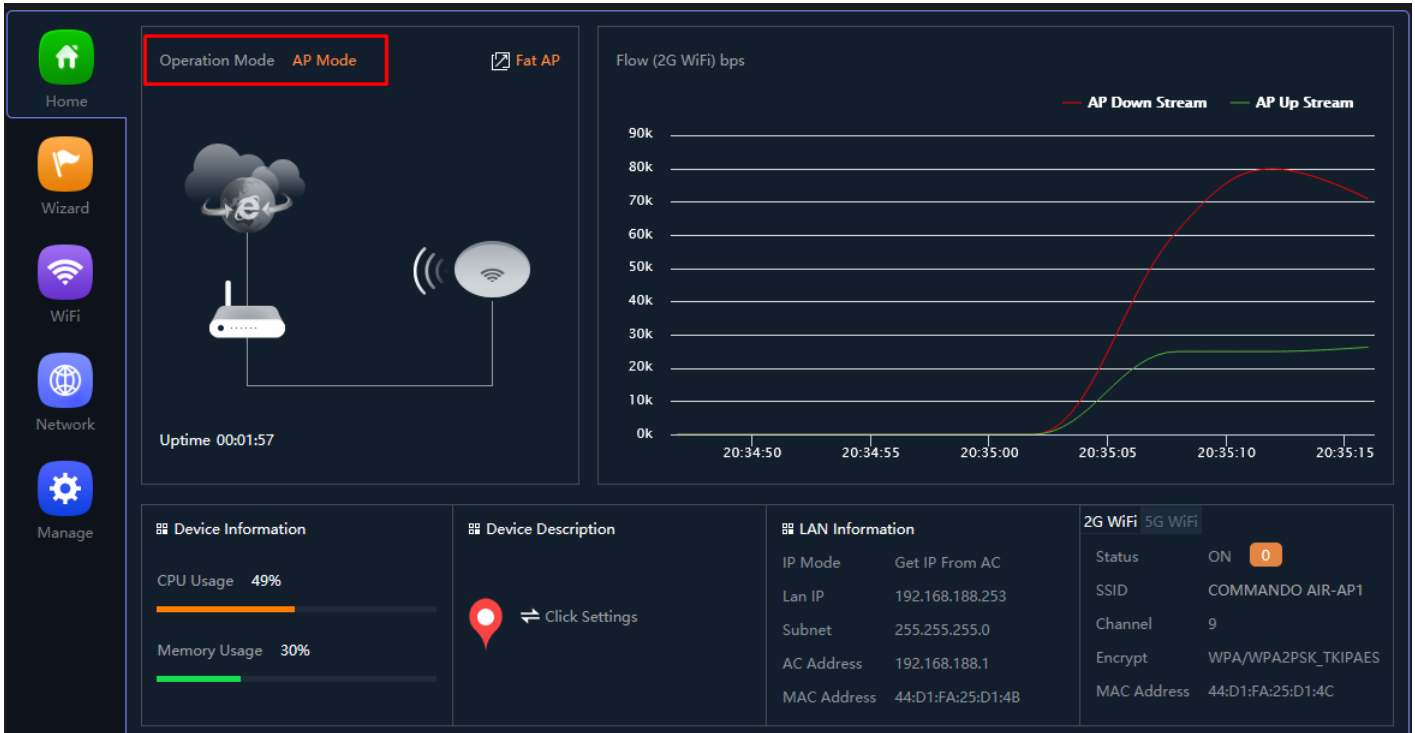 Home
Wizard
WiFi
Network
Manage
Operation Mode AP Mode
Fat AP
Uptime 00:01:57
Flow (2G WiFi) bps
AP Down Stream AP Up Stream
90k
80k
70k
60k
50k
40k
30k
20k
10k
0k
20:34:50 20:34:55 20:35:00 20:35:05 20:35:10 20:35:15
Device Information
CPU Usage 49%
Memory Usage 30%
Device Description
Click Settings
LAN Information
IP Mode Get IP From AC
Lan IP 192.168.188.253
Subnet 255.255.255.0
AC Address 192.168.188.1
MAC Address 44:D1:FA:25:D1:4B
2G WiFi 5G WiFi
Status ON 0
SSID COMMANDO AIR-AP1
Channel 9
Encrypt WPA/WPA2PSK_TKIPAES
MAC Address 44:D1:FA:25:D1:4C